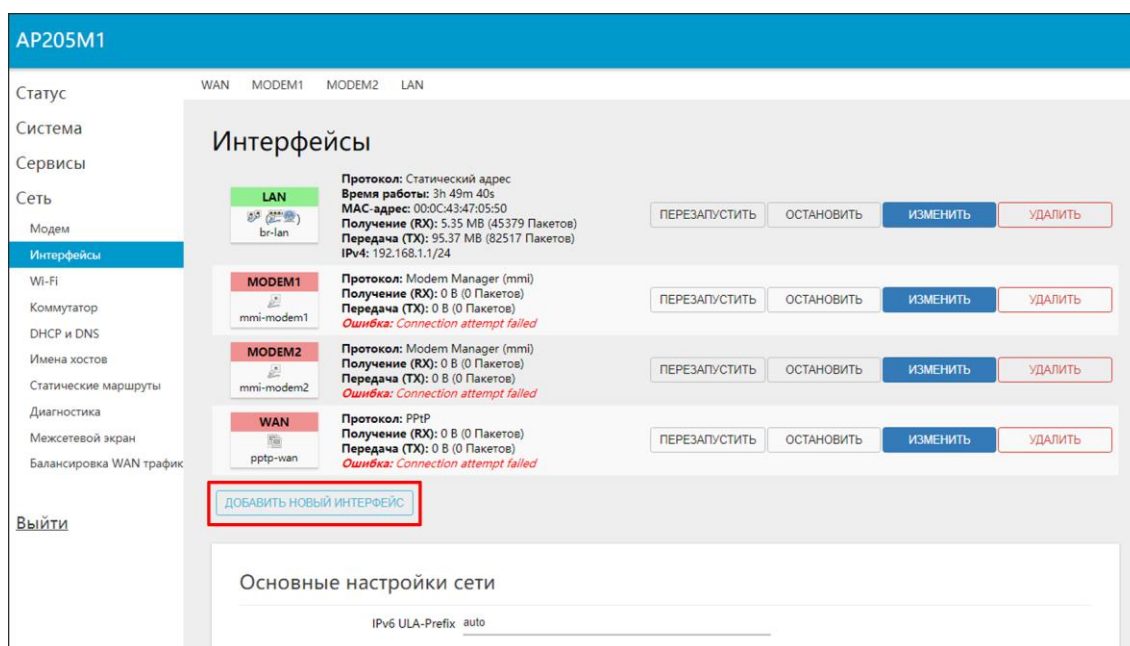 AP205M1
WAN MODEM1 MODEM2 LAN
Статус
Система
Сервисы
Сеть
Модем
Интерфейсы
Wi-Fi
Коммутатор
DHCP и DNS
Имена хостов
Статические маршруты
Диагностика
Межсетевой экран
Балансировка WAN трафик
Выйти
Интерфейсы
LAN
br-lan
Протокол: Статический адрес
Время работы: 3h 49m 40s
MAC-адрес: 00:0C:43:47:05:50
Получение (RX): 5.35 MB (45379 Пакетов)
Передача (TX): 95.37 MB (82517 Пакетов)
IPv4: 192.168.1.1/24
ПЕРЕЗАПУСТИТЬ ОСТАНОВИТЬ ИЗМЕНИТЬ УДАЛИТЬ
MODEM1
mmi-modem1
Протокол: Modem Manager (mmi)
Получение (RX): 0 B (0 Пакетов)
Передача (TX): 0 B (0 Пакетов)
Ошибка: Connection attempt failed
ПЕРЕЗАПУСТИТЬ ОСТАНОВИТЬ ИЗМЕНИТЬ УДАЛИТЬ
MODEM2
mmi-modem2
Протокол: Modem Manager (mmi)
Получение (RX): 0 B (0 Пакетов)
Передача (TX): 0 B (0 Пакетов)
Ошибка: Connection attempt failed
ПЕРЕЗАПУСТИТЬ ОСТАНОВИТЬ ИЗМЕНИТЬ УДАЛИТЬ
WAN
pptp-wan
Протокол: PPtP
Получение (RX): 0 B (0 Пакетов)
Передача (TX): 0 B (0 Пакетов)
Ошибка: Connection attempt failed
ПЕРЕЗАПУСТИТЬ ОСТАНОВИТЬ ИЗМЕНИТЬ УДАЛИТЬ
ДОБАВИТЬ НОВЫЙ ИНТЕРФЕЙС
Основные настройки сети
IPv6 ULA-Prefix auto